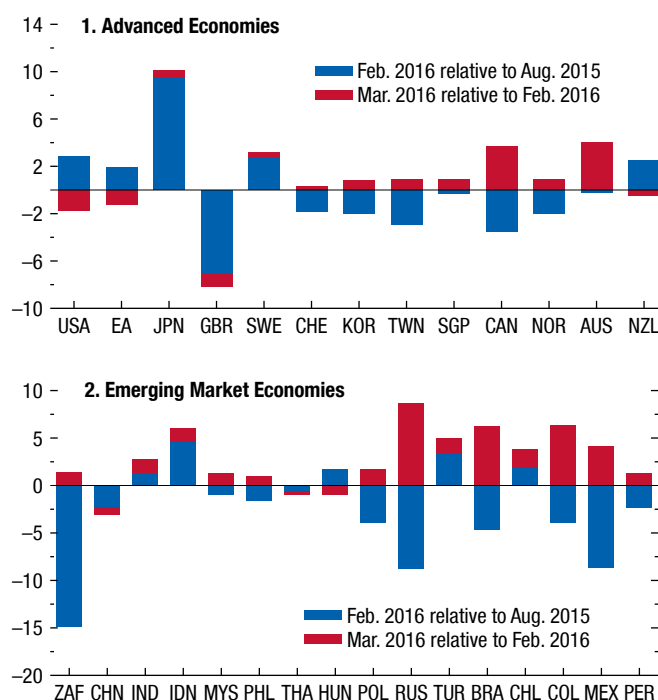 1. Advanced Economies
Feb. 2016 relative to Aug. 2015
Mar. 2016 relative to Feb. 2016
14
10
6
2
–2
–6
–10
USA EA JPN GBR SWE CHE KOR TWN SGP CAN NOR AUS NZL
2. Emerging Market Economies
10
5
0
–5
–10
–15
–20
Feb. 2016 relative to Aug. 2015
Mar. 2016 relative to Feb. 2016
ZAF CHN IND IDN MYS PHL THA HUN POL RUS TUR BRA CHL COL MEX PER